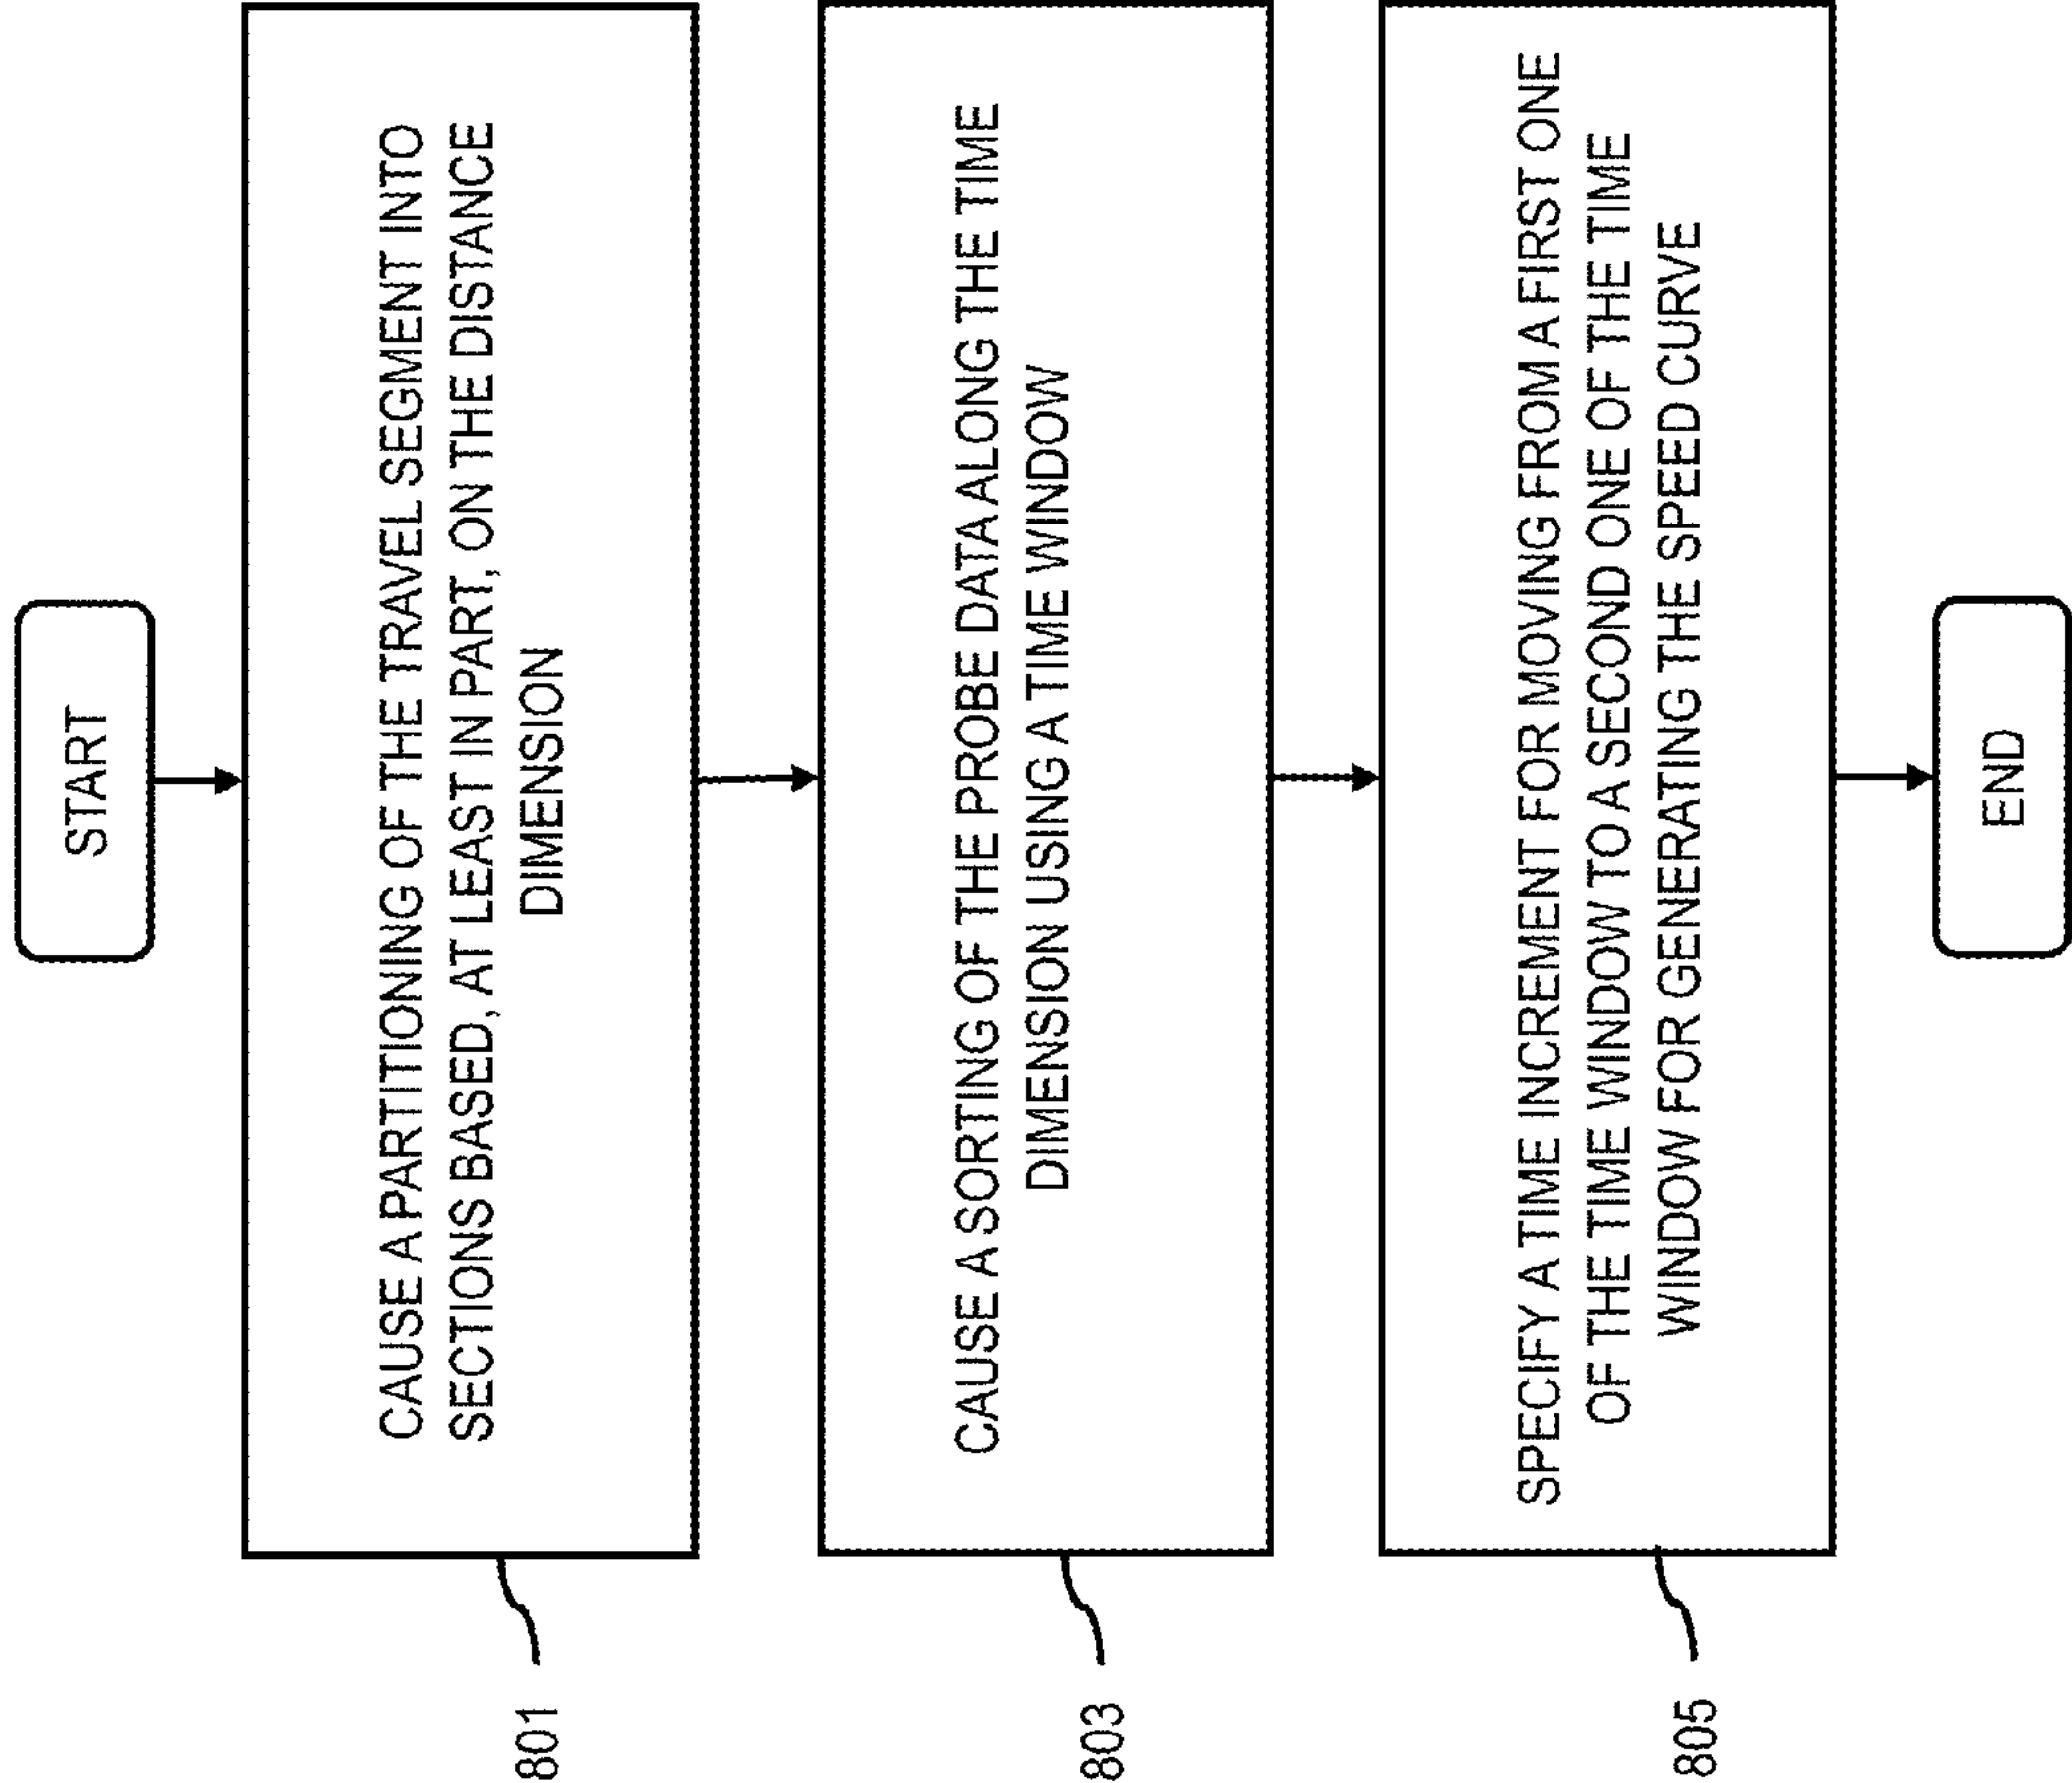 START
CAUSE A PARTITIONING OF THE TRAVEL SEGMENT INTO
SECTIONS BASED, AT LEAST IN PART, ON THE DISTANCE
DIMENSION
801
CAUSE A SORTING OF THE PROBE DATA ALONG THE TIME
DIMENSION USING A TIME WINDOW
803
SPECIFY A TIME INCREMENT FOR MOVING FROM A FIRST ONE
OF THE TIME WINDOW TO A SECOND ONE OF THE TIME
WINDOW FOR GENERATING THE SPEED CURVE
805
END